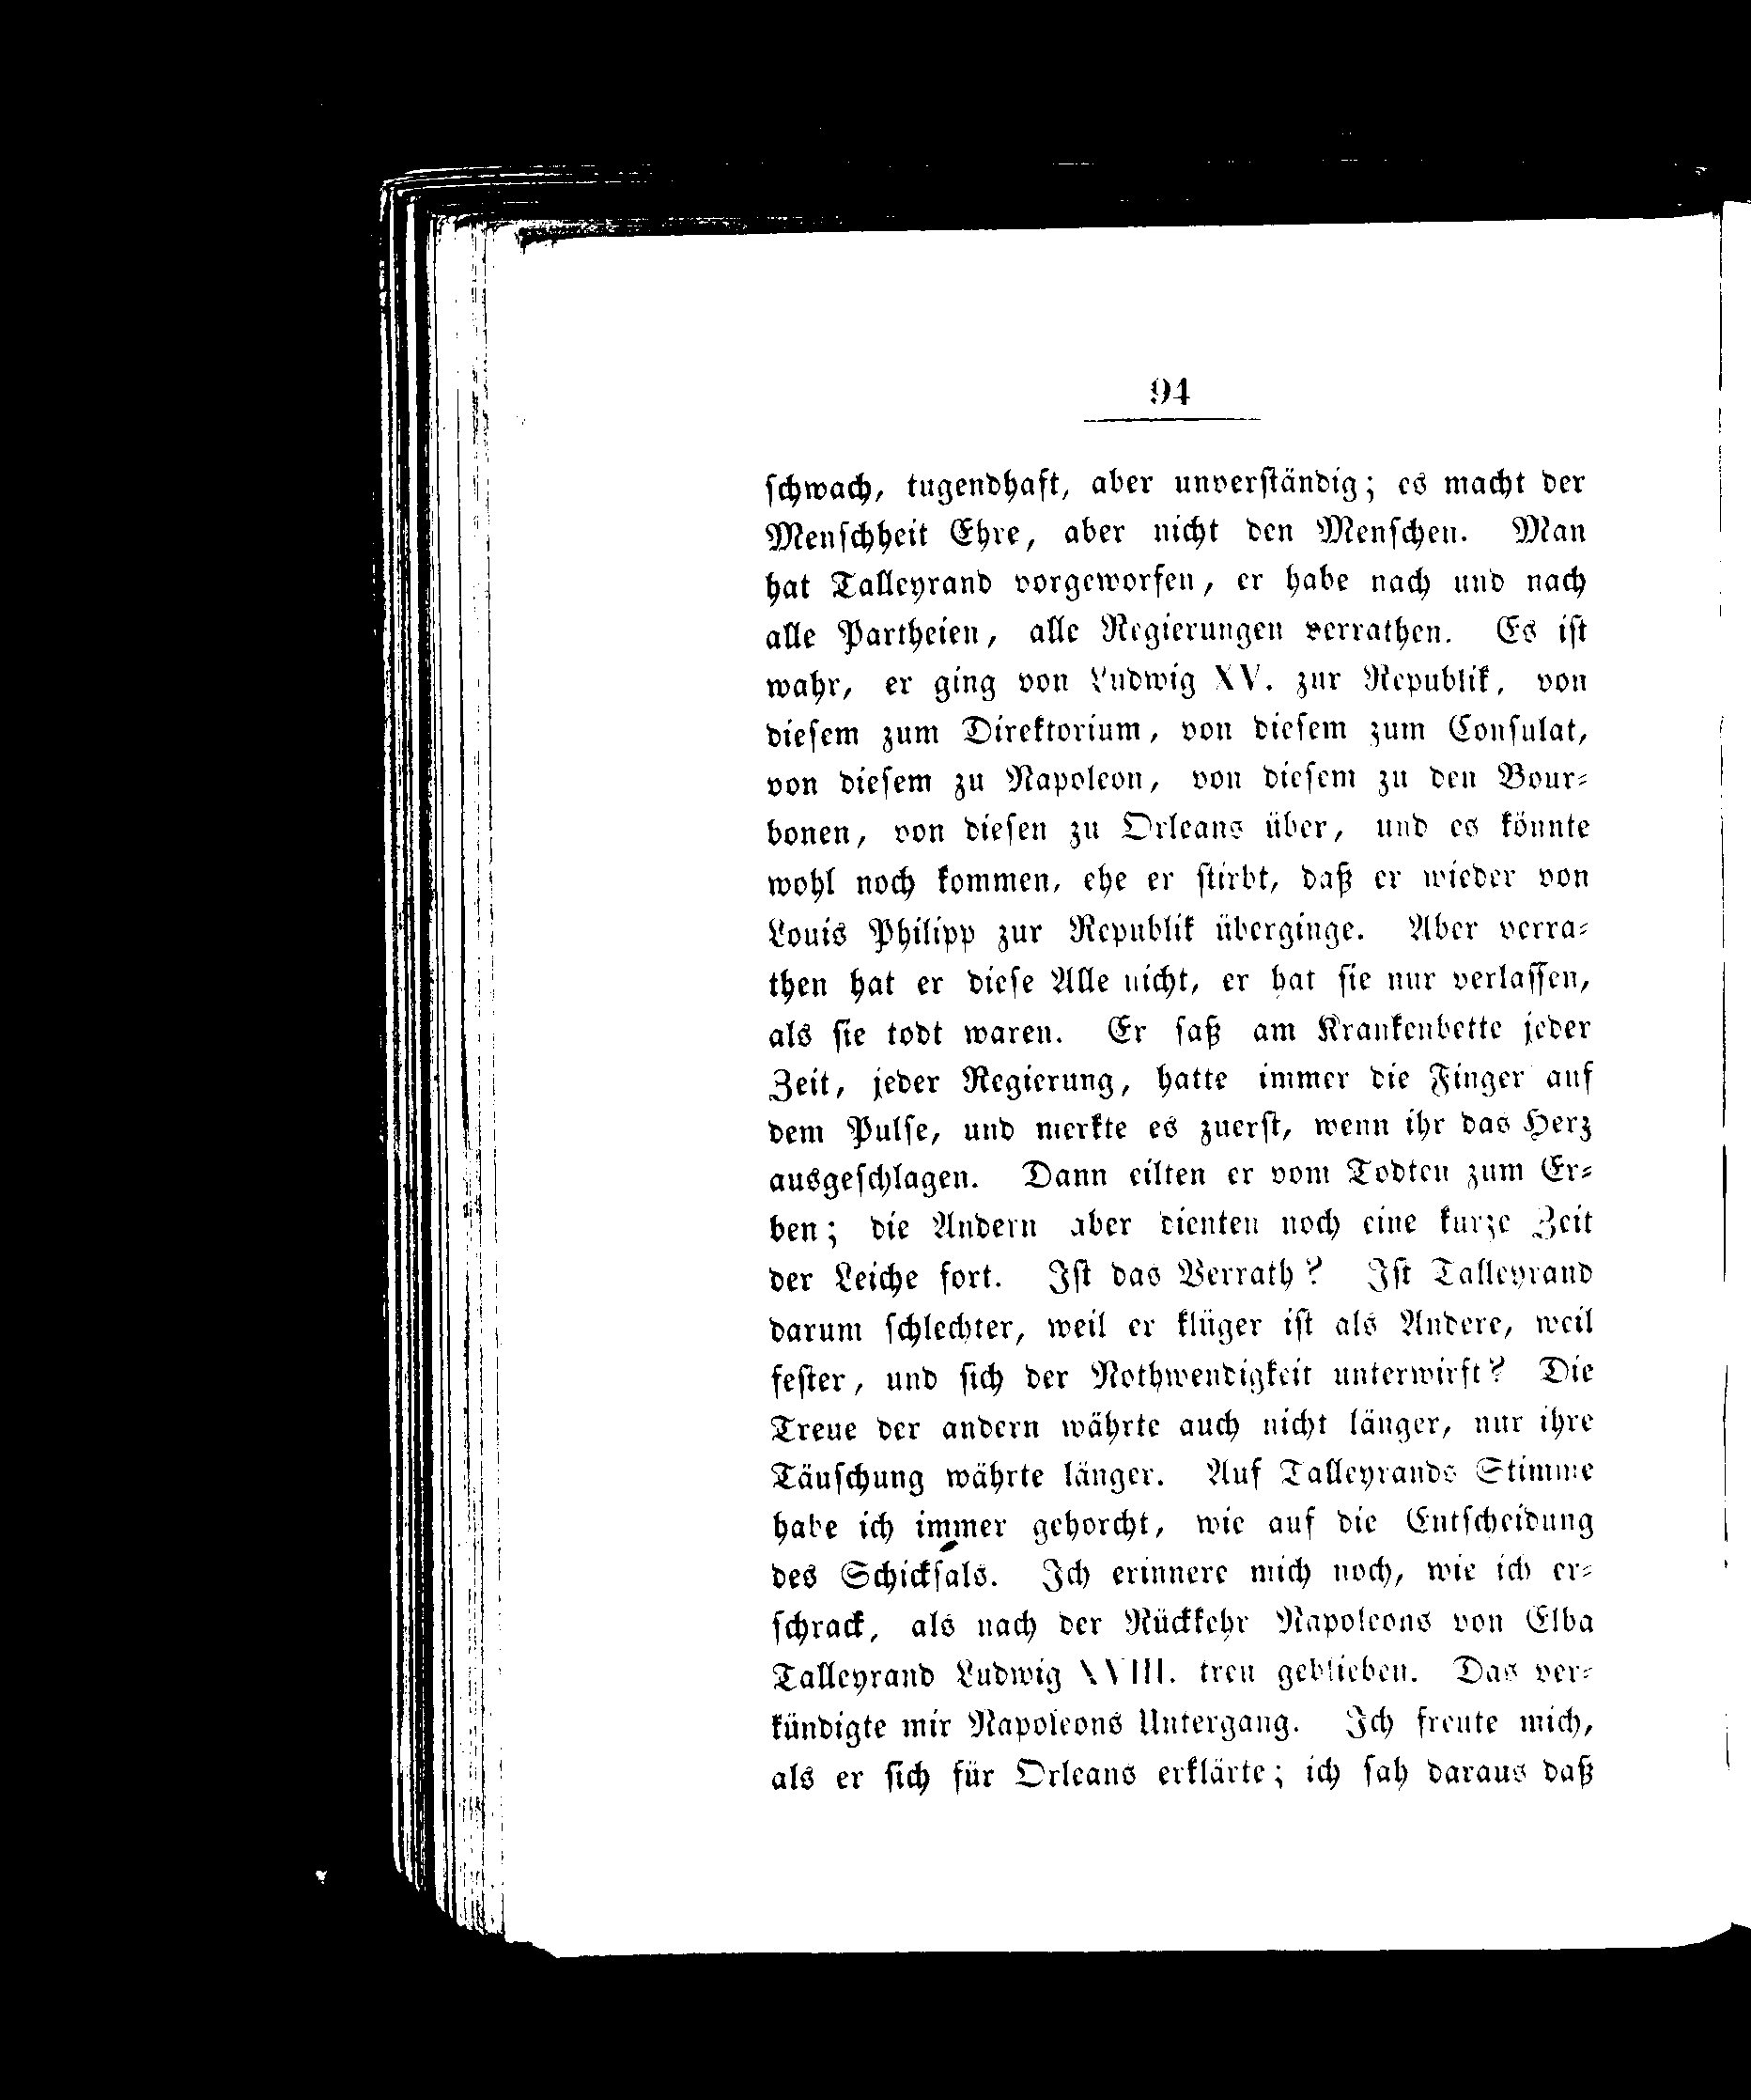 94
ſchwach, tugendhaft, aber unverſtändig; es macht der
Menſchheit Ehre, aber nicht den Menſchen. Man
hat Talleyrand vorgeworfen, er habe nach und nach
alle Partheien, alle Regierungen verrathen. Es iſt
wahr, er ging von Ludwig XV. zur Republik, von
dieſem zum Direktorium, von dieſem zum Conſulat,
von dieſem zu Napoleon, von dieſem zu den Bour⸗
bonen, von dieſen zu Orleans über, und es könnte
wohl noch kommen, ehe er ſtirbt, daß er wieder von
Louis Philipp zur Republik überginge. Aber verra⸗
then hat er dieſe Alle nicht, er hat ſie nur verlaſſen,
als ſie todt waren. Er ſaß am Krankenbette jeder
Zeit, jeder Regierung, hatte immer die Finger auf
dem Pulſe, und merkte es zuerſt, wenn ihr das Herz
ausgeſchlagen. Dann eilten er vom Todten zum Er⸗
ben; die Andern aber dienten noch eine kurze Zeit
der Leiche fort. Iſt das Verrath? Iſt Talleyrand
darum ſchlechter, weil er klüger iſt als Andere, weil
feſter, und ſich der Nothwendigkeit unterwirft? Die
Treue der andern währte auch nicht länger, nur ihre
Täuſchung währte länger. Auf Talleyrands Stimme
habe ich immer gehorcht, wie auf die Entſcheidung
des Schickſals. Ich erinnere mich noch, wie ich er⸗
ſchrack, als nach der Rückkehr Napoleons von Elba
Talleyrand Ludwig XVIII. treu geblieben. Das ver⸗
kündigte mir Napoleons Untergang. Ich freute mich,
als er ſich für Orleans erklärte; ich ſah daraus daß